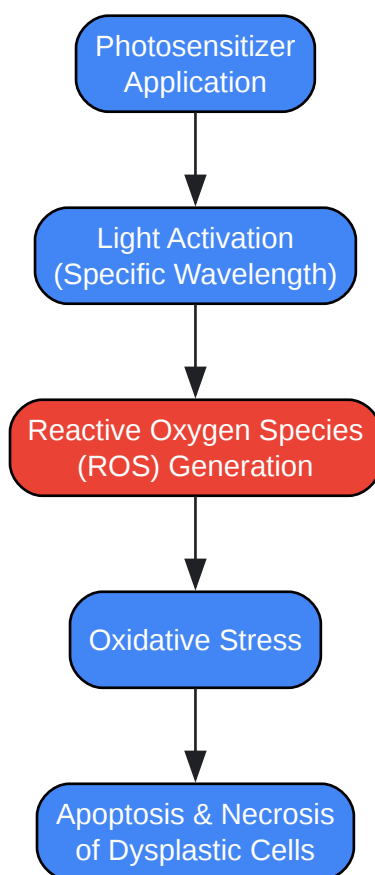 Photosensitizer
Application
Light Activation
(Specific Wavelength)
Reactive Oxygen Species
(ROS) Generation
Oxidative Stress
Apoptosis & Necrosis
of Dysplastic Cells